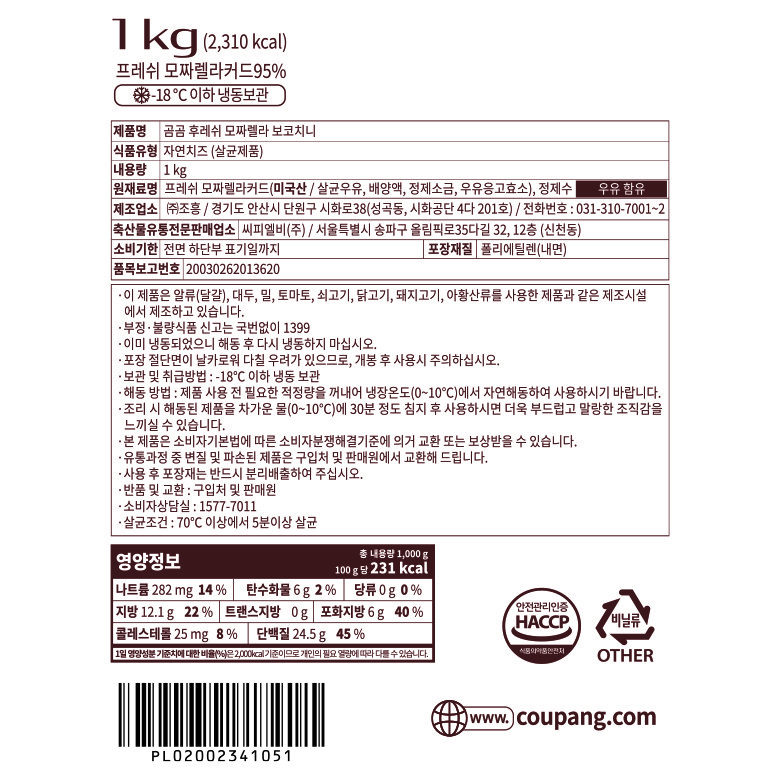 1 kg (2,310 kcal)
프레쉬 모짜렐라커드95%
-18 °C 이하 냉동보관
제품명 곰곰 후레쉬 모짜렐라 보코치니
식품유형 자연치즈 (살균제품)
내용량 1 kg
원재료명 프레쉬 모짜렐라커드(미국산 / 살균우유, 배양액, 정제소금, 우유응고효소), 정제수 우유 함유
제조업소 ㈜조흥 / 경기도 안산시 단원구 시화로38(성곡동, 시화공단 4다 201호) / 전화번호 : 031-310-7001~2
축산물유통전문판매업소 씨피엘비(주) / 서울특별시 송파구 올림픽로35다길 32, 12층 (신천동)
소비기한 전면 하단부 표기일까지 포장재질 폴리에틸렌(내면)
품목보고번호 20030262013620
·이 제품은 알류(달걀), 대두, 밀, 토마토, 쇠고기, 닭고기, 돼지고기, 아황산류를 사용한 제품과 같은 제조시설
에서 제조하고 있습니다.
·부정·불량식품 신고는 국번없이 1399
·이미 냉동되었으니 해동 후 다시 냉동하지 마십시오.
·포장 절단면이 날카로워 다칠 우려가 있으므로, 개봉 후 사용시 주의하십시오.
·보관 및 취급방법 : -18℃ 이하 냉동 보관
·해동 방법 : 제품 사용 전 필요한 적정량을 꺼내어 냉장온도(0~10℃)에서 자연해동하여 사용하시기 바랍니다.
·조리 시 해동된 제품을 차가운 물(0~10℃)에 30분 정도 침지 후 사용하시면 더욱 부드럽고 말랑한 조직감을
느끼실 수 있습니다.
·본 제품은 소비자기본법에 따른 소비자분쟁해결기준에 의거 교환 또는 보상받을 수 있습니다.
·유통과정 중 변질 및 파손된 제품은 구입처 및 판매원에서 교환해 드립니다.
·사용 후 포장재는 반드시 분리배출하여 주십시오.
·반품 및 교환 : 구입처 및 판매원
·소비자상담실 : 1577-7011
·살균조건 : 70℃ 이상에서 5분이상 살균
영양정보 총 내용량 1,000 g
100 g 당 231 kcal
나트륨 282 mg 14 % 탄수화물 6 g 2 % 당류 0 g 0 %
지방 12.1 g 22 % 트랜스지방 0 g 포화지방 6 g 40 %
콜레스테롤 25 mg 8 % 단백질 24.5 g 45 %
1일 영양성분 기준치에 대한 비율(%)은 2,000kcal 기준이므로 개인의 필요 열량에 따라 다를 수 있습니다.
안전관리인증
HACCP
식품의약품안전처
비닐류
OTHER
PL02002341051
www. coupang.com